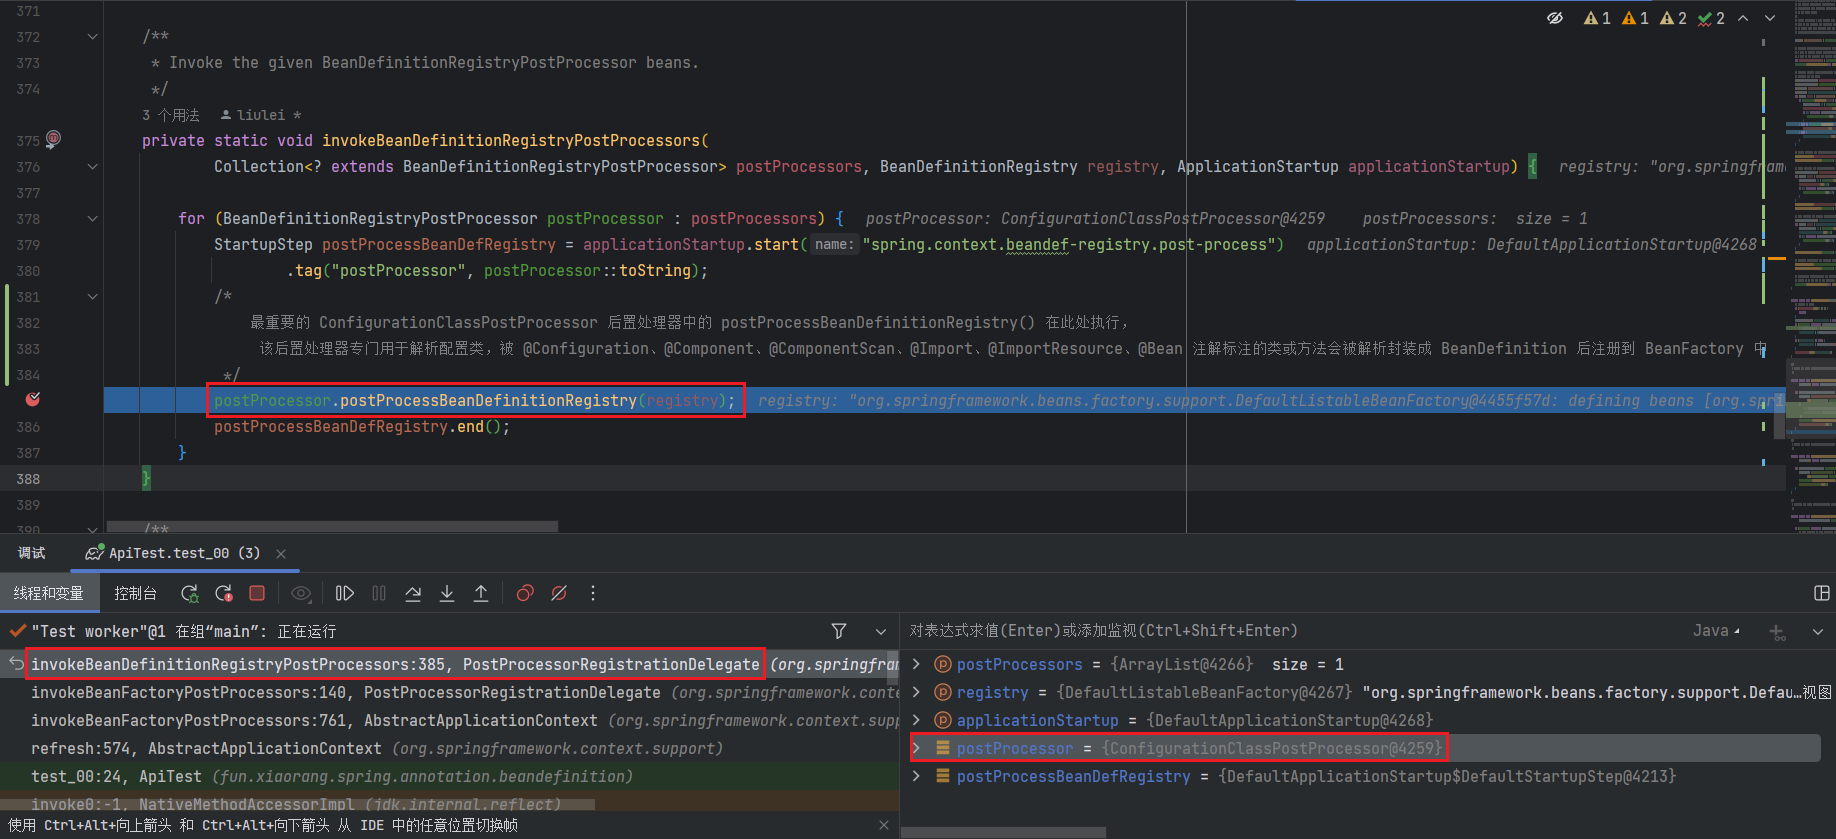 371
372 /**
1 1 2 2
373 * Invoke the given BeanDefinitionRegistryPostProcessor beans.
374 */
3 个用法 liulei *
375 private static void invokeBeanDefinitionRegistryPostProcessors(
376 Collection<? extends BeanDefinitionRegistryPostProcessor> postProcessors, BeanDefinitionRegistry registry, ApplicationStartup applicationStartup) { registry: "org.springframe
377
378 for (BeanDefinitionRegistryPostProcessor postProcessor : postProcessors) { postProcessor: ConfigurationClassPostProcessor@4259 postProcessors: size = 1
379 StartupStep postProcessBeanDefRegistry = applicationStartup.start( name: "spring.context.beandef-registry.post-process") applicationStartup: DefaultApplicationStartup@4268
380 .tag("postProcessor", postProcessor::toString);
381 /*
382 最重要的 ConfigurationClassPostProcessor 后置处理器中的 postProcessBeanDefinitionRegistry() 在此处执行，
383 该后置处理器专门用于解析配置类，被 @Configuration、@Component、@ComponentScan、@Import、@ImportResource、@Bean 注解标注的类或方法会被解析封装成 BeanDefinition 后注册到 BeanFactory 中
384 */
postProcessor.postProcessBeanDefinitionRegistry(registry); registry: "org.springframework.beans.factory.support.DefaultListableBeanFactory@4455f57d: defining beans [org.spri
386 postProcessBeanDefRegistry.end();
387 }
388 }
389
390 /**
调试 ApiTest.test_00 (3)
线程和变量 控制台
"Test worker"@1 在组“main”: 正在运行
invokeBeanDefinitionRegistryPostProcessors:385, PostProcessorRegistrationDelegate (org.springfra
invokeBeanFactoryPostProcessors:140, PostProcessorRegistrationDelegate (org.springframework.conte
invokeBeanFactoryPostProcessors:761, AbstractApplicationContext (org.springframework.context.supp
refresh:574, AbstractApplicationContext (org.springframework.context.support)
test_00:24, ApiTest (fun.xiaorang.spring.annotation.beandefinition)
invoke0:-1, NativeMethodAccessorImpl (jdk.internal.reflect)
使用 Ctrl+Alt+向上箭头 和 Ctrl+Alt+向下箭头 从 IDE 中的任意位置切换帧
对表达式求值(Enter)或添加监视(Ctrl+Shift+Enter) Java
postProcessors = {ArrayList@4266} size = 1
registry = {DefaultListableBeanFactory@4267} "org.springframework.beans.factory.support.Defau...视图
applicationStartup = {DefaultApplicationStartup@4268}
postProcessor = {ConfigurationClassPostProcessor@4259}
postProcessBeanDefRegistry = {DefaultApplicationStartup$DefaultStartupStep@4213}